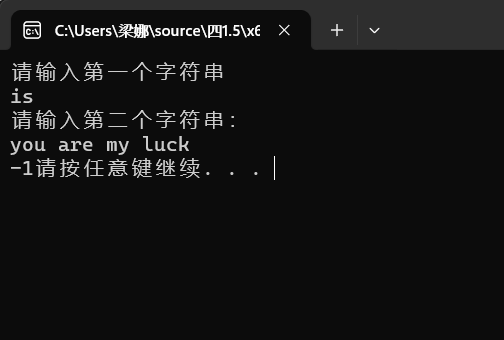 C:\Users\梁娜\source\四1.5\x6
请输入第一个字符串
is
请输入第二个字符串：
you are my luck
-1请按任意键继续. . .